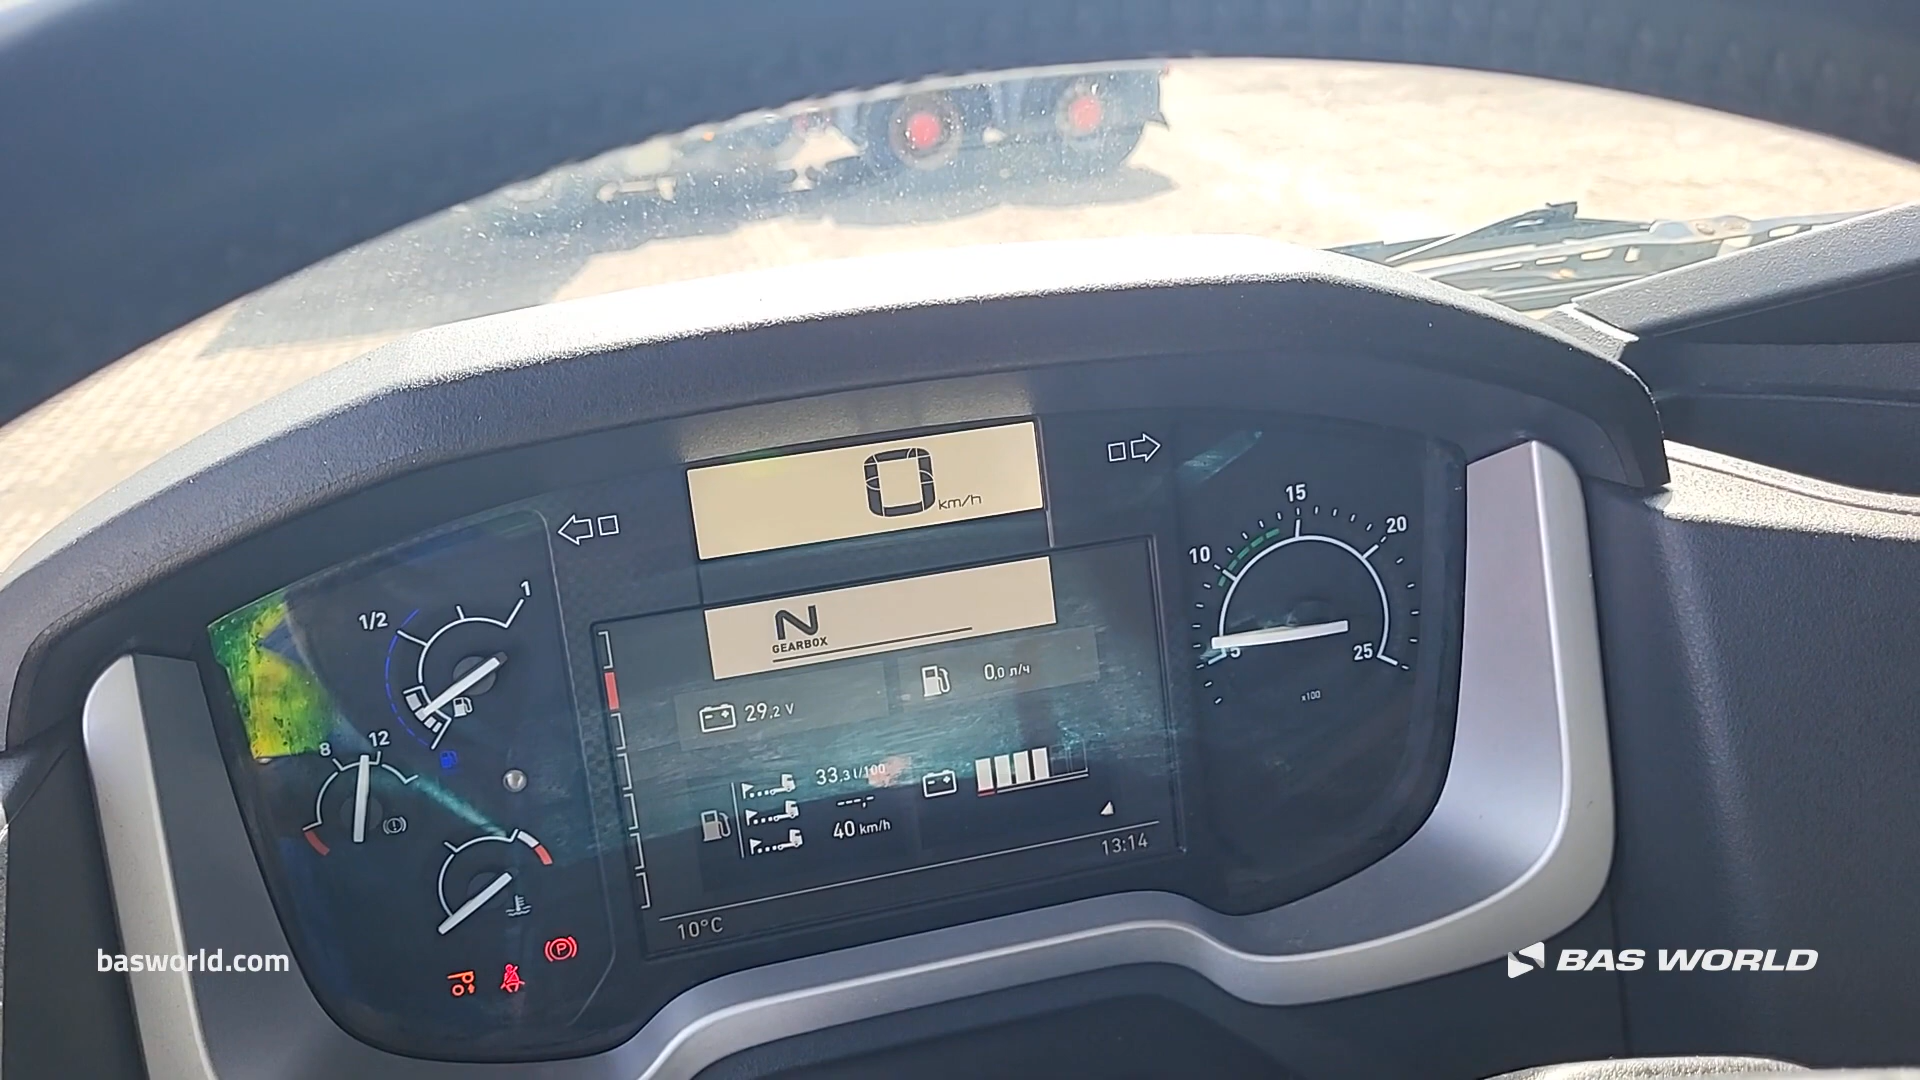 0 km/h
1/2
1
N
GEARBOX
0,0 л/ч
29.2 V
8
12
33.3 l/100
---,-
40 km/h
13:14
10°C
5
10
15
20
25
x100
P
basworld.com
BAS WORLD